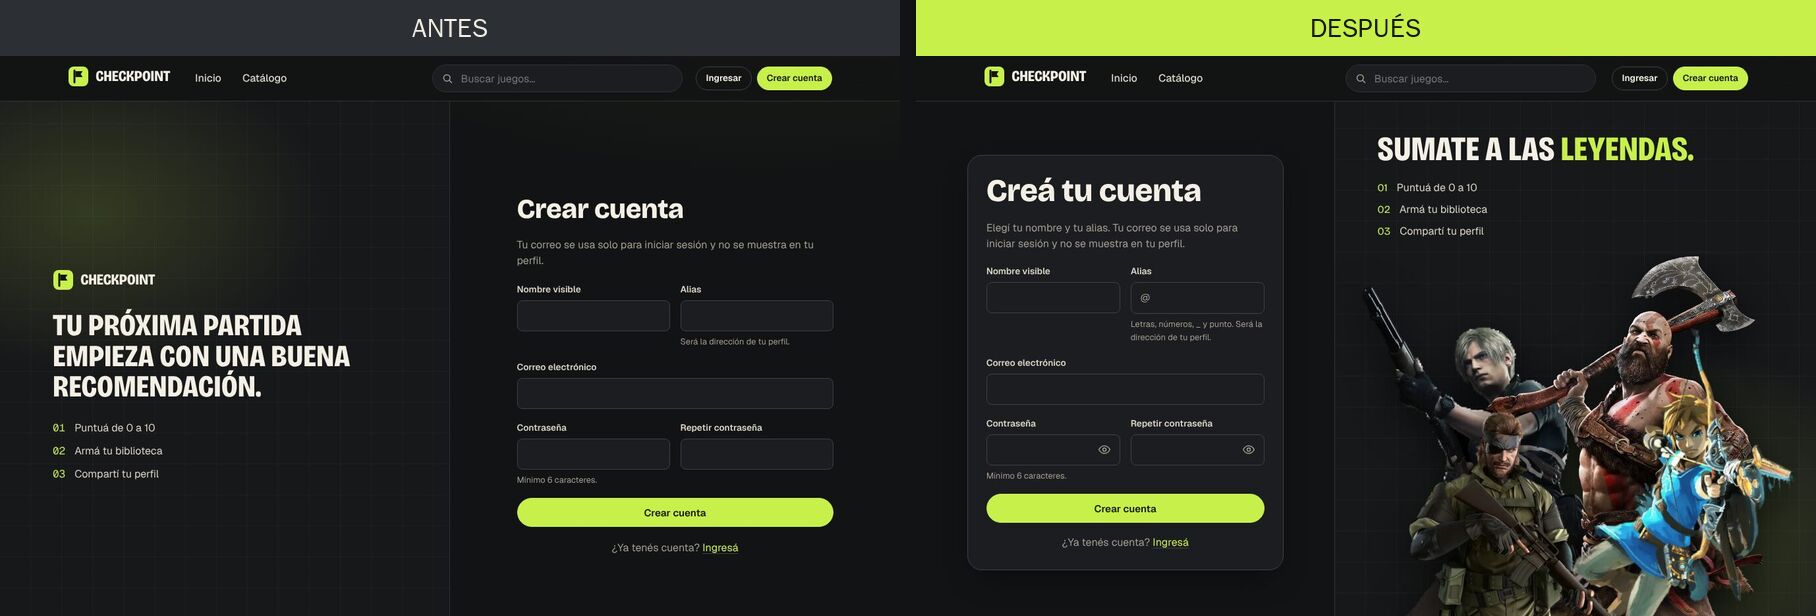 ANTES
CHECKPOINT
Inicio
Catálogo
Buscar juegos...
Ingresar
Crear cuenta
CHECKPOINT
TU PRÓXIMA PARTIDA
EMPIEZA CON UNA BUENA
RECOMENDACIÓN.
01 Puntuá de 0 a 10
02 Armá tu biblioteca
03 Compartí tu perfil
Crear cuenta
Tu correo se usa solo para iniciar sesión y no se muestra en tu
perfil.
Nombre visible
Alias
Será la dirección de tu perfil.
Correo electrónico
Contraseña
Repetir contraseña
Mínimo 6 caracteres.
Crear cuenta
¿Ya tenés cuenta? Ingresá
DESPUÉS
CHECKPOINT
Inicio
Catálogo
Buscar juegos...
Ingresar
Crear cuenta
Creá tu cuenta
Elegí tu nombre y tu alias. Tu correo se usa solo para
iniciar sesión y no se muestra en tu perfil.
Nombre visible
Alias
@
Letras, números, _ y punto. Será la
dirección de tu perfil.
Correo electrónico
Contraseña
Repetir contraseña
Mínimo 6 caracteres.
Crear cuenta
¿Ya tenés cuenta? Ingresá
SUMATE A LAS LEYENDAS.
01 Puntuá de 0 a 10
02 Armá tu biblioteca
03 Compartí tu perfil